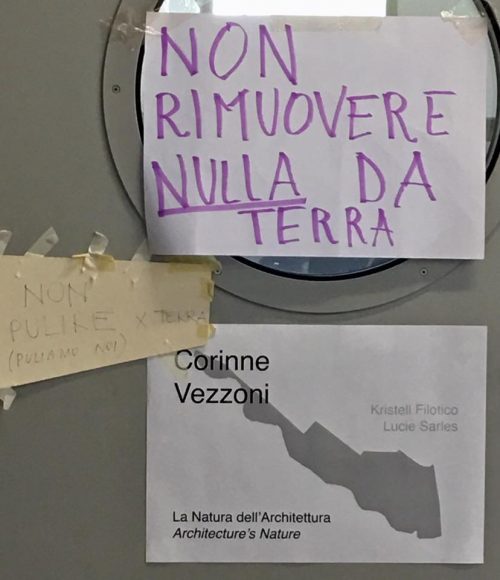 NON
RIMUOVERE
NULLA DA
TERRA
NON
PULIRE X TERRA
(PULIAMO NOI)
Corinne
Vezzoni
Kristell Filotico
Lucie Sarles
La Natura dell'Architettura
Architecture's Nature